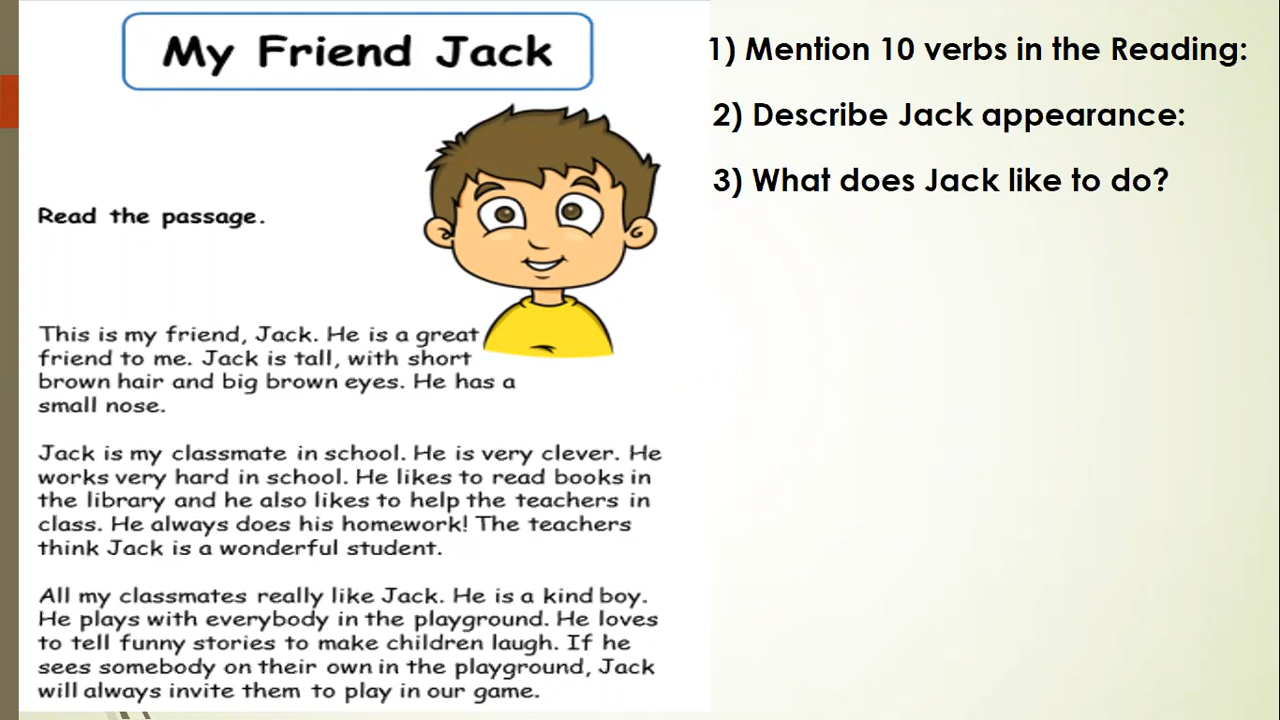 My Friend Jack
Read the passage.
This is my friend, Jack. He is a great
friend to me. Jack is tall, with short
brown hair and big brown eyes. He has a
small nose.
Jack is my classmate in school. He is very clever. He
works very hard in school. He likes to read books in
the library and he also likes to help the teachers in
class. He always does his homework! The teachers
think Jack is a wonderful student.
All my classmates really like Jack. He is a kind boy.
He plays with everybody in the playground. He loves
to tell funny stories to make children laugh. If he
sees somebody on their own in the playground, Jack
will always invite them to play in our game.
1) Mention 10 verbs in the Reading:
2) Describe Jack appearance:
3) What does Jack like to do?